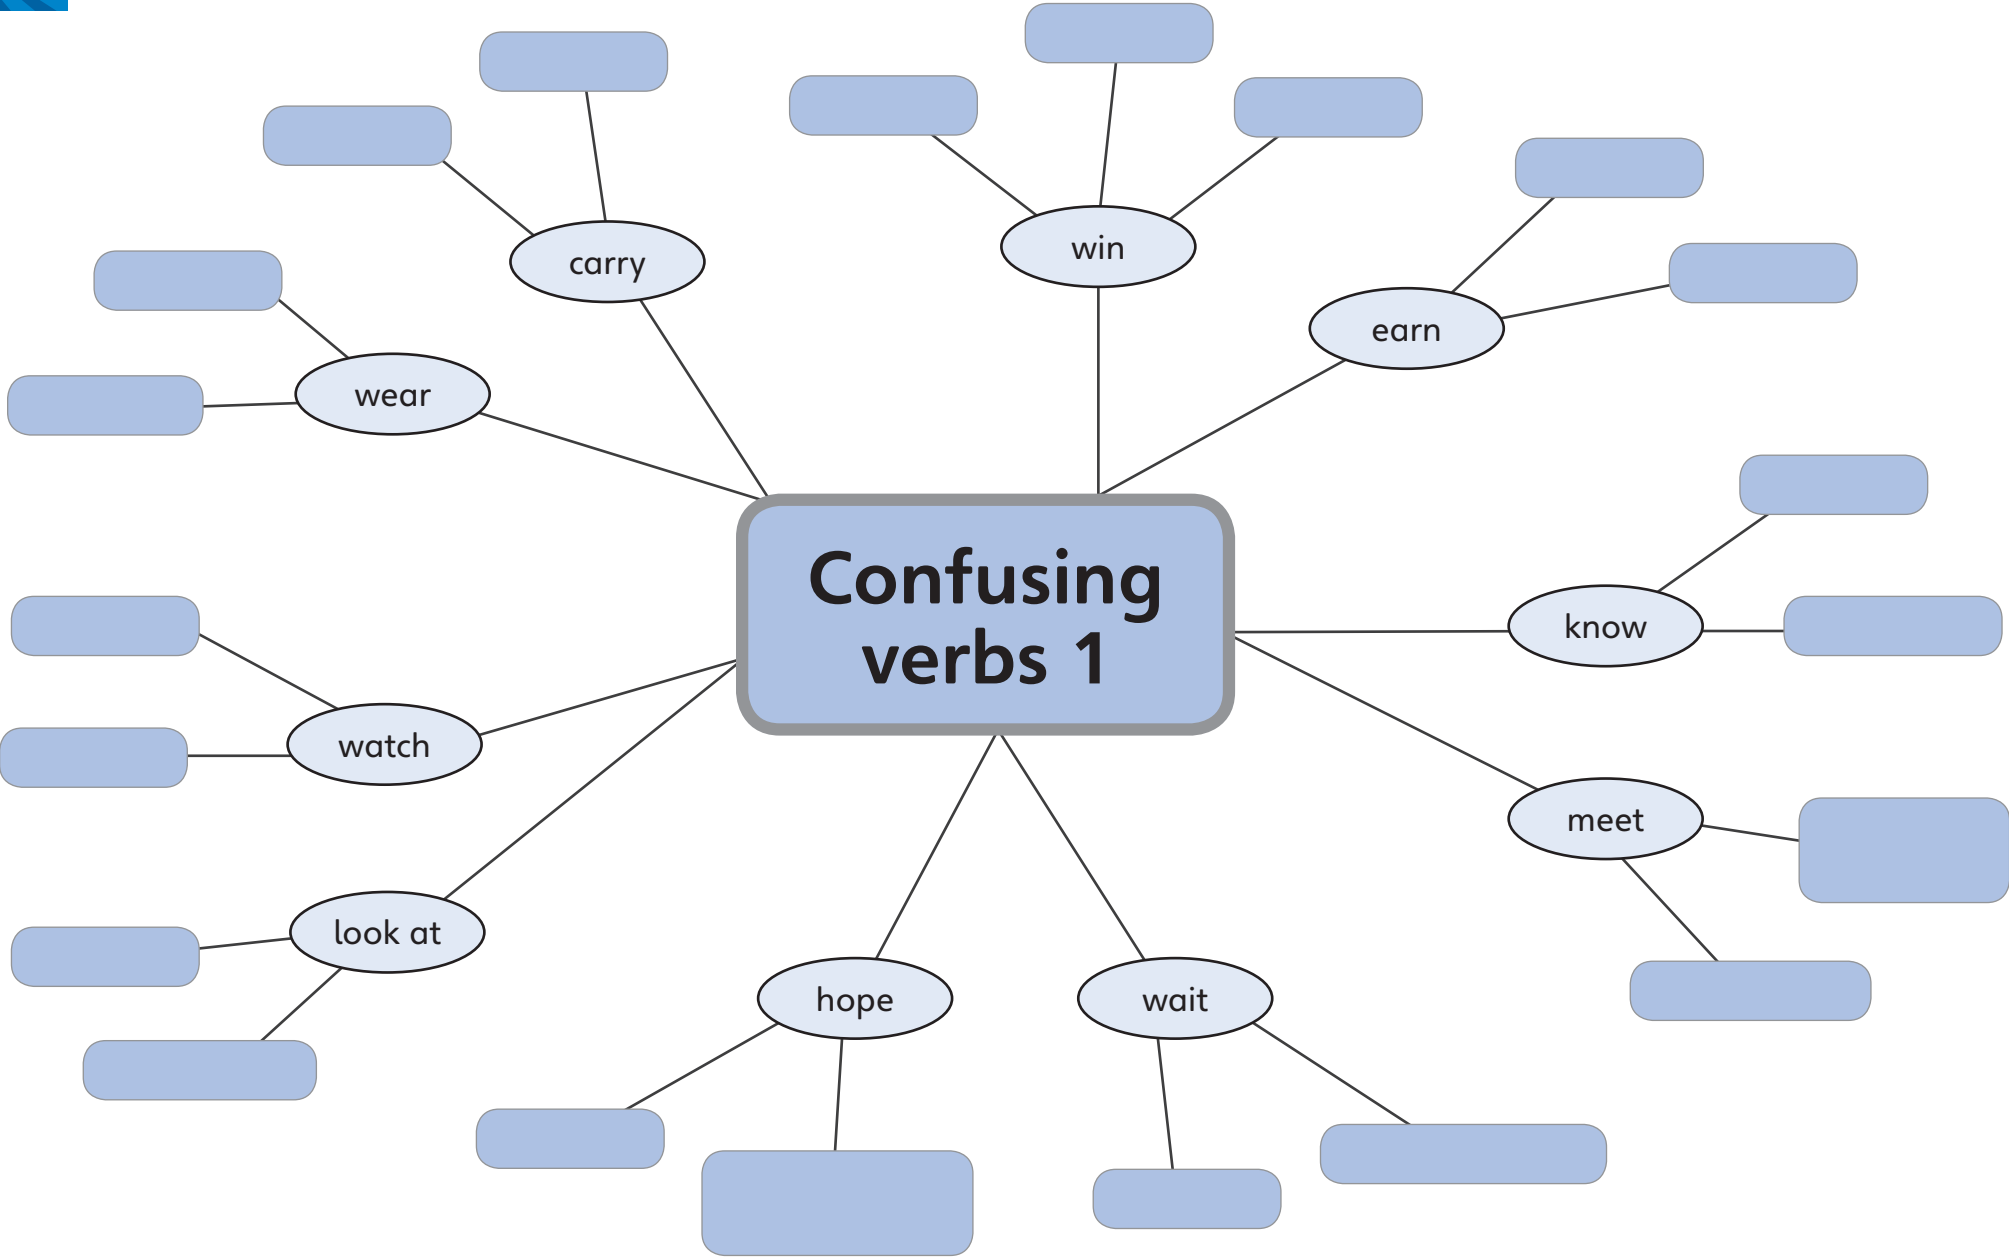 carry
win
earn
wear
Confusing
verbs 1
know
watch
meet
look at
hope
wait